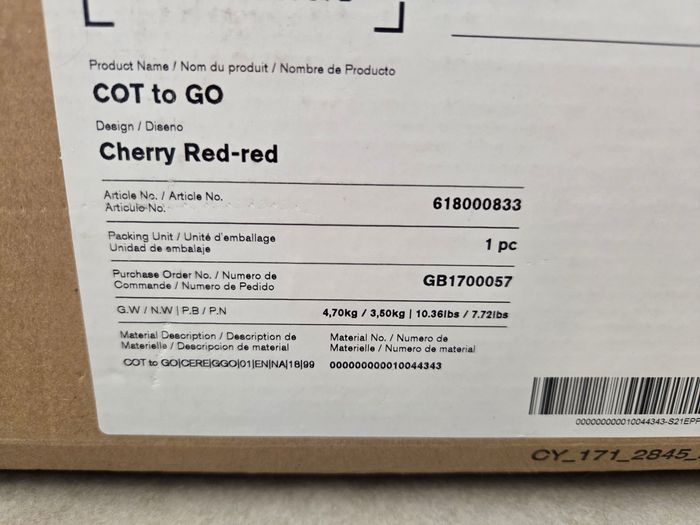 Product Name / Nom du produit / Nombre de Producto
COT to GO
Design / Diseno
Cherry Red-red
Article No. / Article No.
Articulo No.
618000833
Packing Unit / Unité d'emballage
Unidad de embalaje
1 pc
Purchase Order No. / Numero de
Commande / Numero de Pedido
GB1700057
G.W / N.W | P.B / P.N
4,70kg / 3,50kg | 10.36lbs / 7.72lbs
Material Description / Description de
Materielle / Descripcion de material
Material No. / Numero de
Materielle / Numero de material
COT to GO|CERE|GGO|01|EN|NA|18|99
000000000010044343
000000000010044343-S21EPP
CY_171_2845_